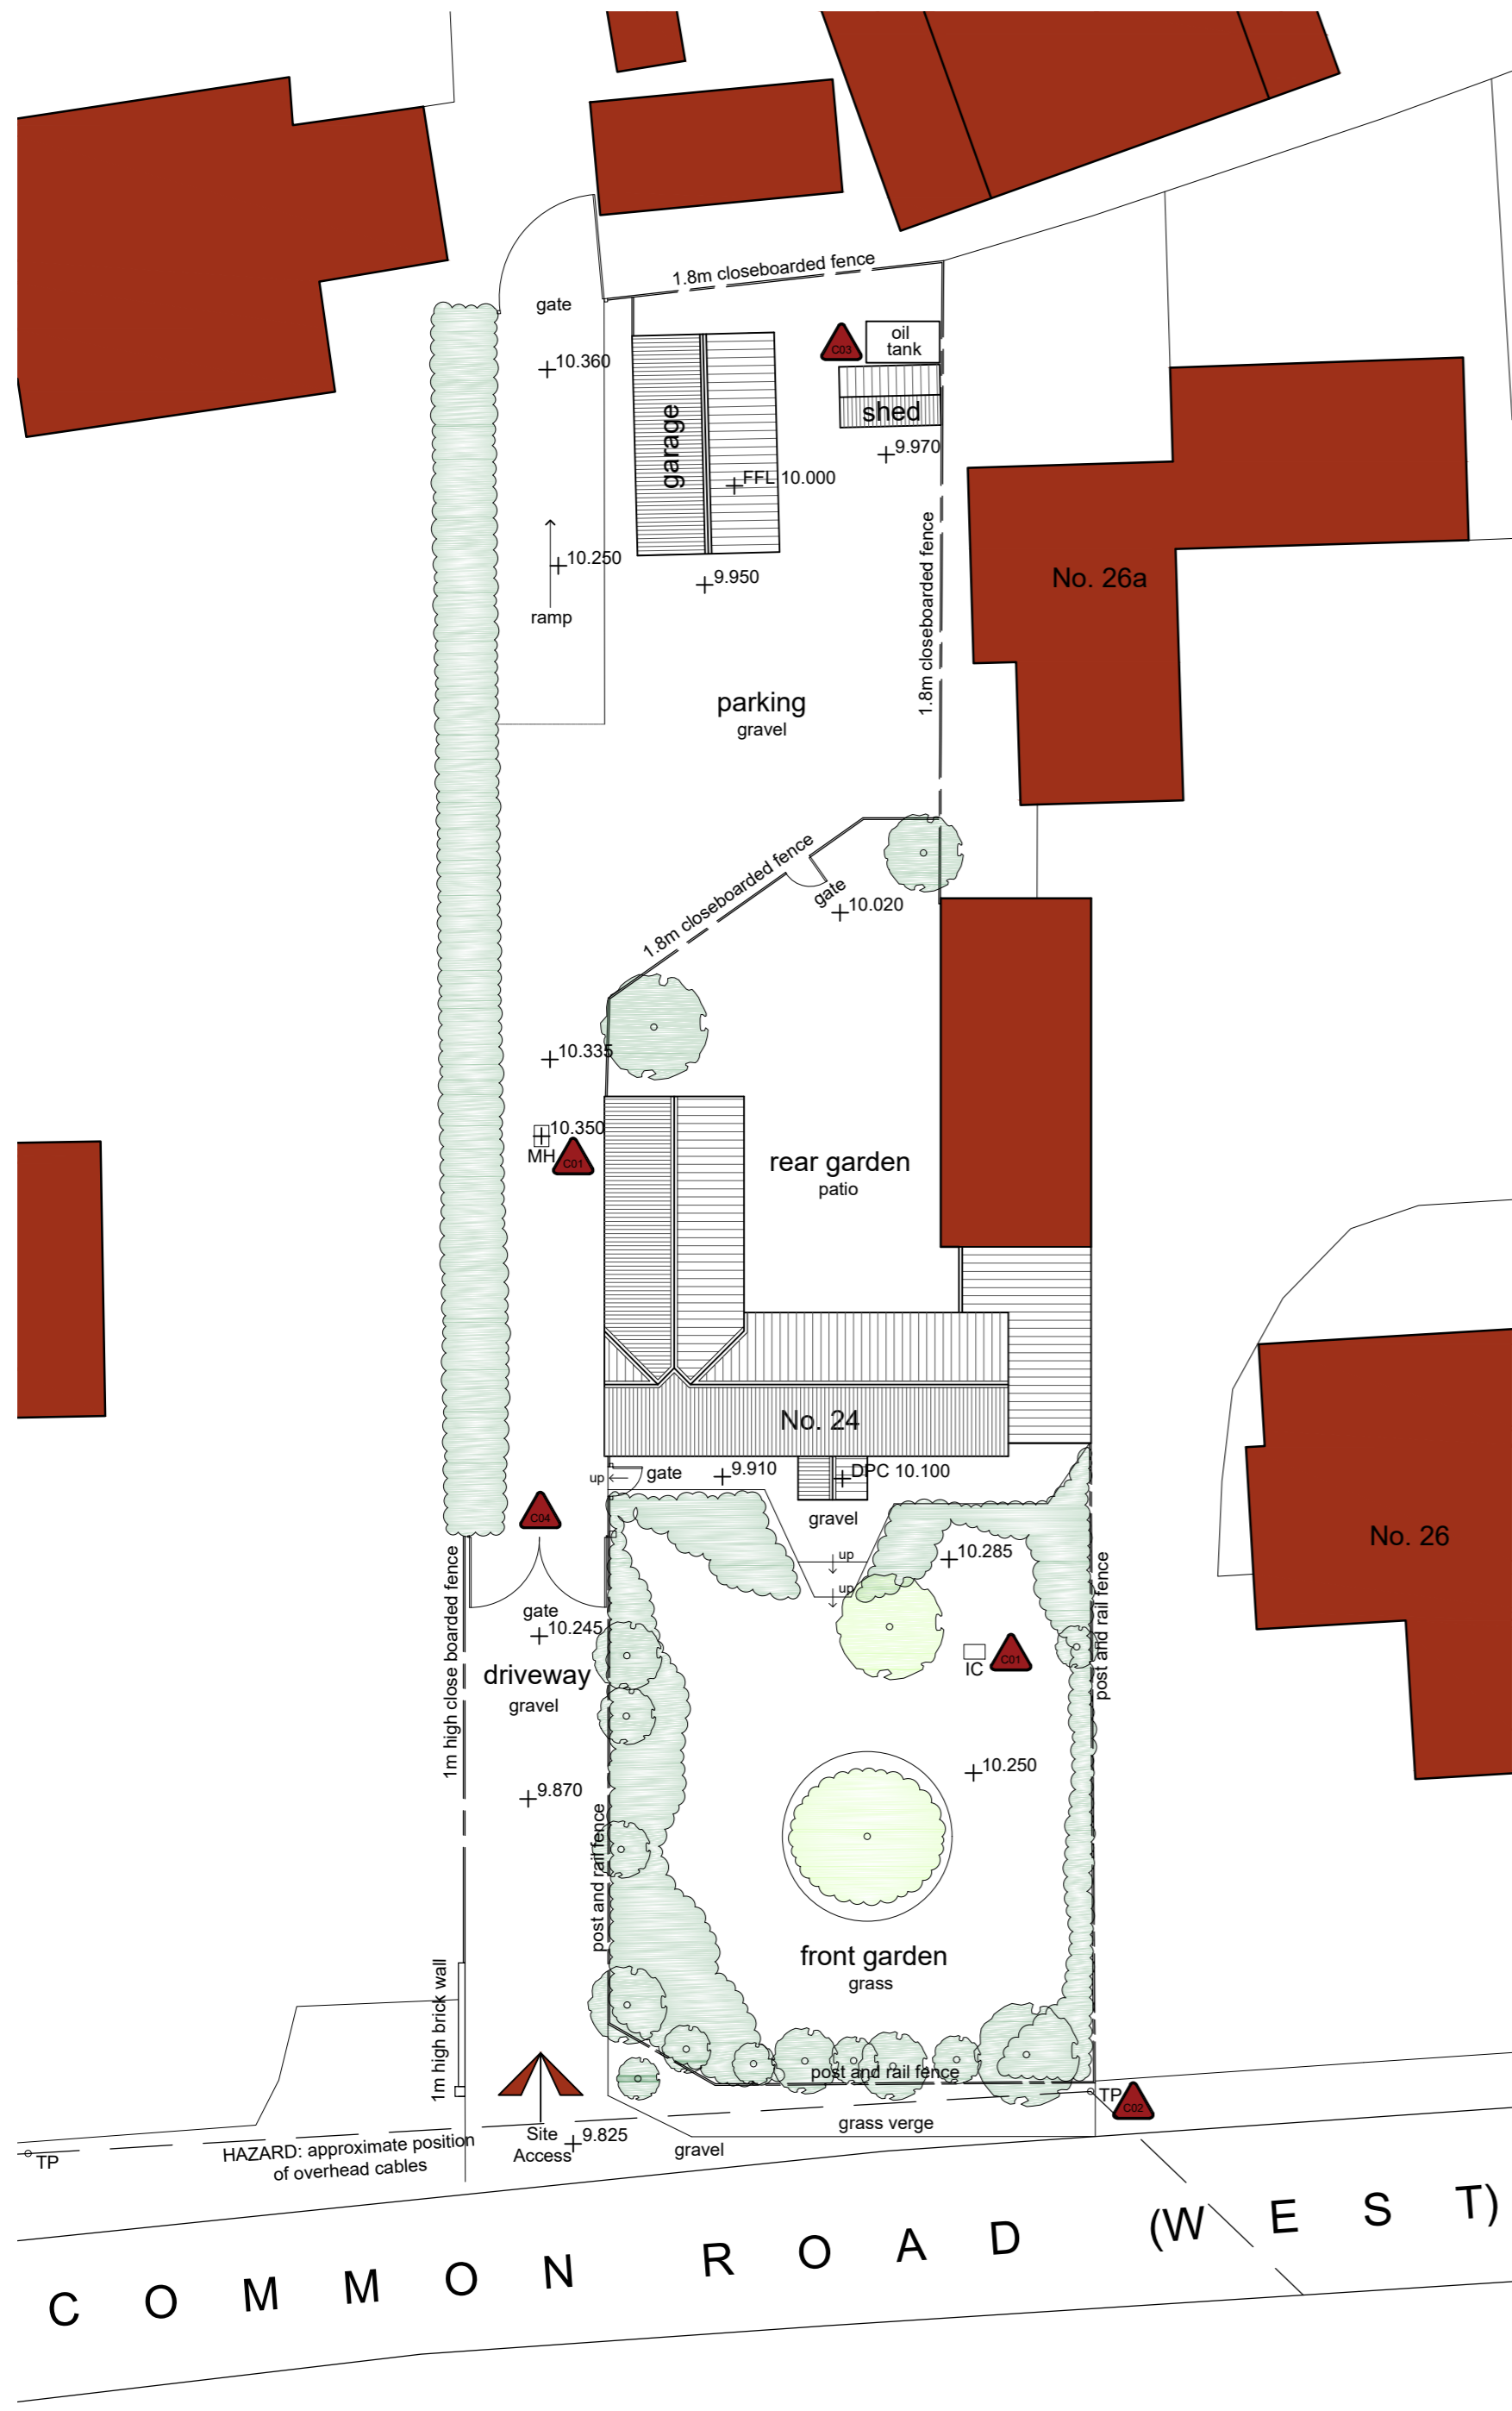 1.8m closeboarded fence
gate
10.360
C03
oil
tank
garage
shed
9.970
FFL 10.000
10.250
9.950
ramp
1.8m closeboarded fence
No. 26a
parking
gravel
1.8m closeboarded fence
gate
10.020
10.335
10.350
MH
C01
rear garden
patio
No. 24
up
gate
9.910
DPC 10.100
C04
gravel
up
10.285
up
1m high close boarded fence
No. 26
gate
10.245
post and rail fence
IC
C01
driveway
gravel
10.250
9.870
post and rail fence
front garden
grass
1m high brick wall
post and rail fence
TP
C02
grass verge
Site
Access
9.825
gravel
HAZARD: approximate position
of overhead cables
TP
COMMON ROAD (WEST)